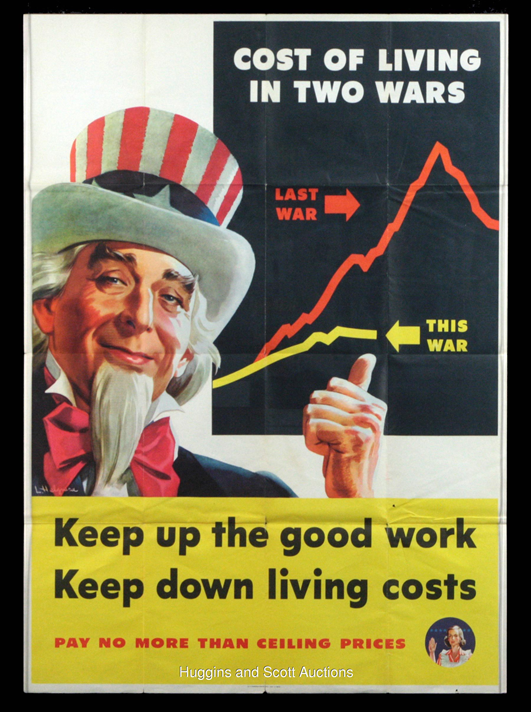 COST OF LIVING
IN TWO WARS
LAST
WAR
THIS
WAR
Keep up the good work
Keep down living costs
PAY NO MORE THAN CEILING PRICES
Huggins and Scott Auctions